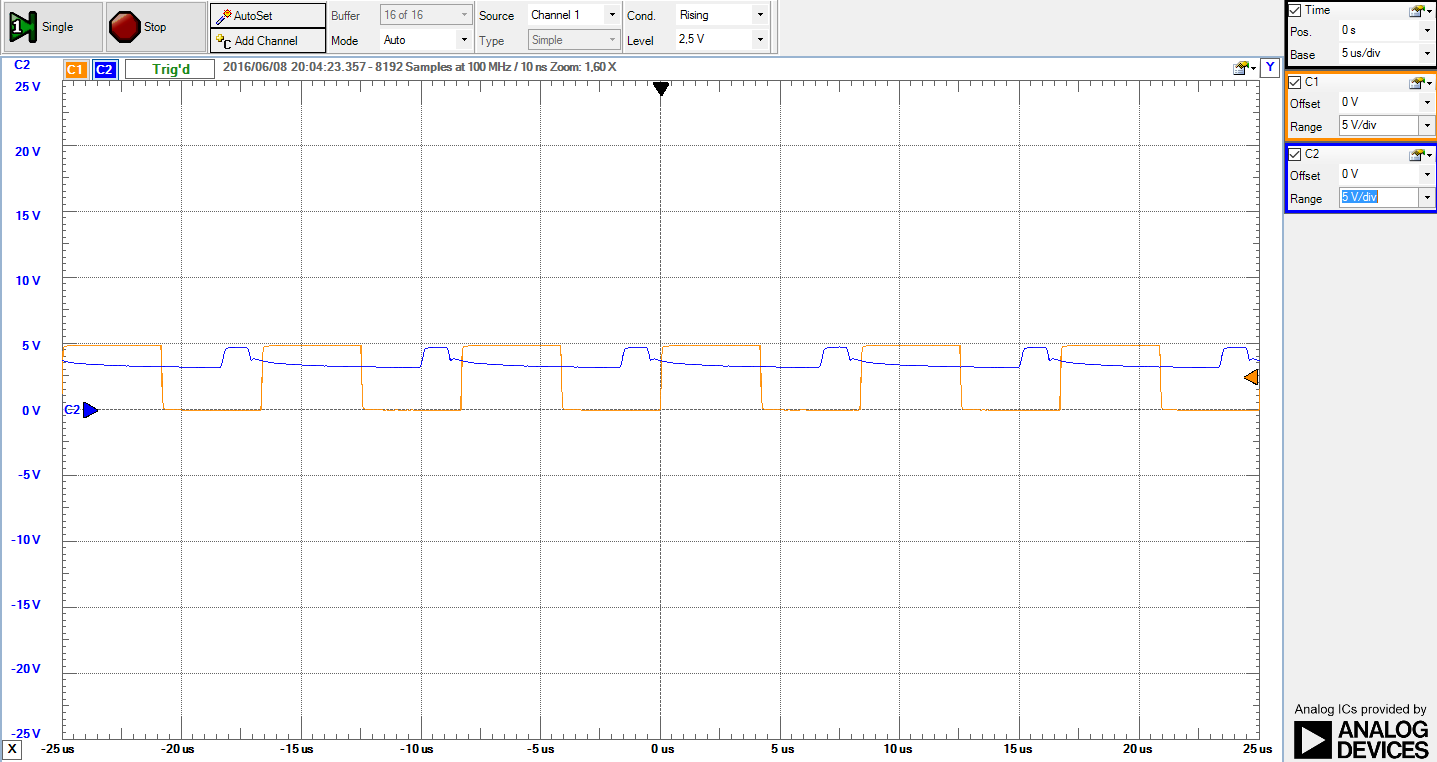 1 Single
Stop
AutoSet
Add Channel
Buffer 16 of 16
Mode Auto
Source Channel 1
Type Simple
Cond. Rising
Level 2,5 V
C2
C1 C2 Trig'd 2016/06/08 20:04:23.357 - 8192 Samples at 100 MHz / 10 ns Zoom: 1,60 X
Y
25 V
20 V
15 V
10 V
5 V
0 V
C2
-5 V
-10 V
-15 V
-20 V
-25 V
X
-25 us -20 us -15 us -10 us -5 us 0 us 5 us 10 us 15 us 20 us 25 us
Time
Pos. 0 s
Base 5 us/div
C1
Offset 0 V
Range 5 V/div
C2
Offset 0 V
Range 5 V/div
Analog ICs provided by
ANALOG
DEVICES